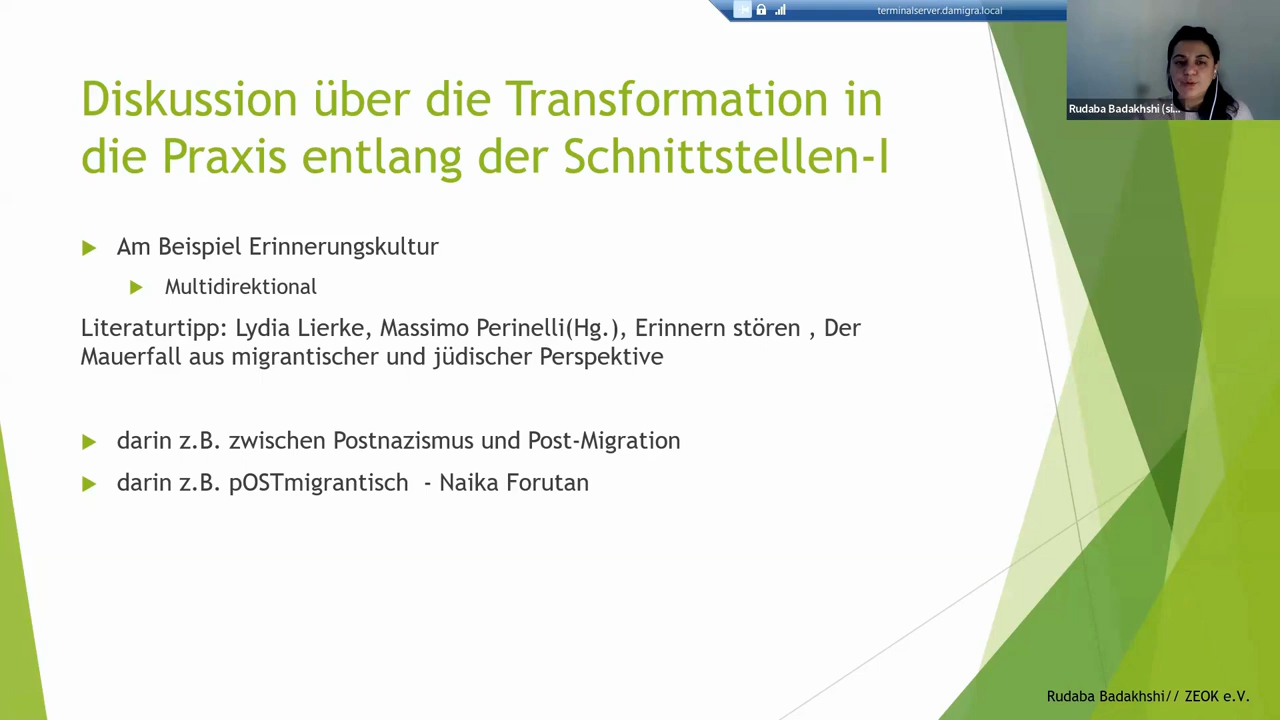 terminalserver.damigra.local
Rudaba Badakhshi (si...
Diskussion über die Transformation in
die Praxis entlang der Schnittstellen-I
Am Beispiel Erinnerungskultur
Multidirektional
Literaturtipp: Lydia Lierke, Massimo Perinelli(Hg.), Erinnern stören , Der
Mauerfall aus migrantischer und jüdischer Perspektive
darin z.B. zwischen Postnazismus und Post-Migration
darin z.B. pOSTmigrantisch - Naika Forutan
Rudaba Badakhshi// ZEOK e.V.